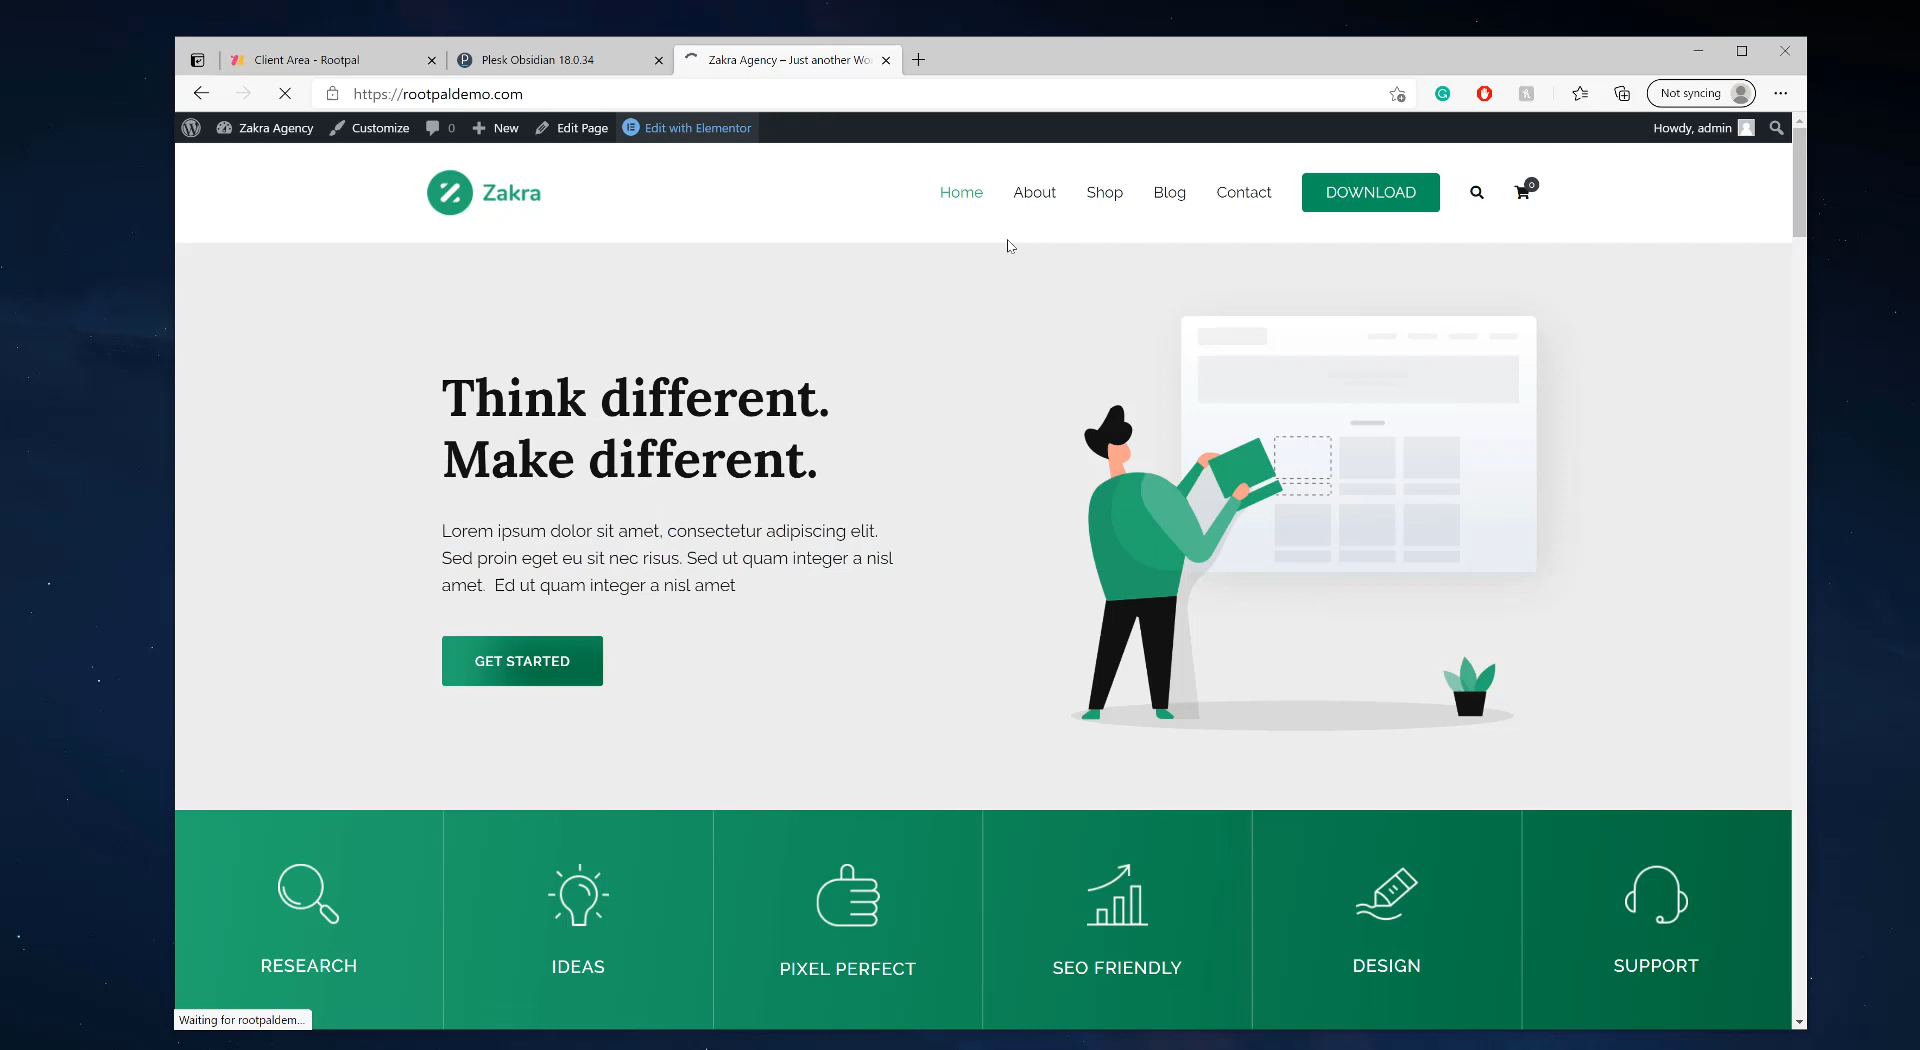 Client Area - Rootpal
Plesk Obsidian 18.0.34
Zakra Agency – Just another Wo
https://rootpaldemo.com
Not syncing
Zakra Agency
Customize
0
New
Edit Page
Edit with Elementor
Howdy, admin
Zakra
Home
About
Shop
Blog
Contact
DOWNLOAD
0
Think different.
Make different.
Lorem ipsum dolor sit amet, consectetur adipiscing elit.
Sed proin eget eu sit nec risus. Sed ut quam integer a nisl
amet.  Ed ut quam integer a nisl amet
GET STARTED
RESEARCH
IDEAS
PIXEL PERFECT
SEO FRIENDLY
DESIGN
SUPPORT
Waiting for rootpaldem...